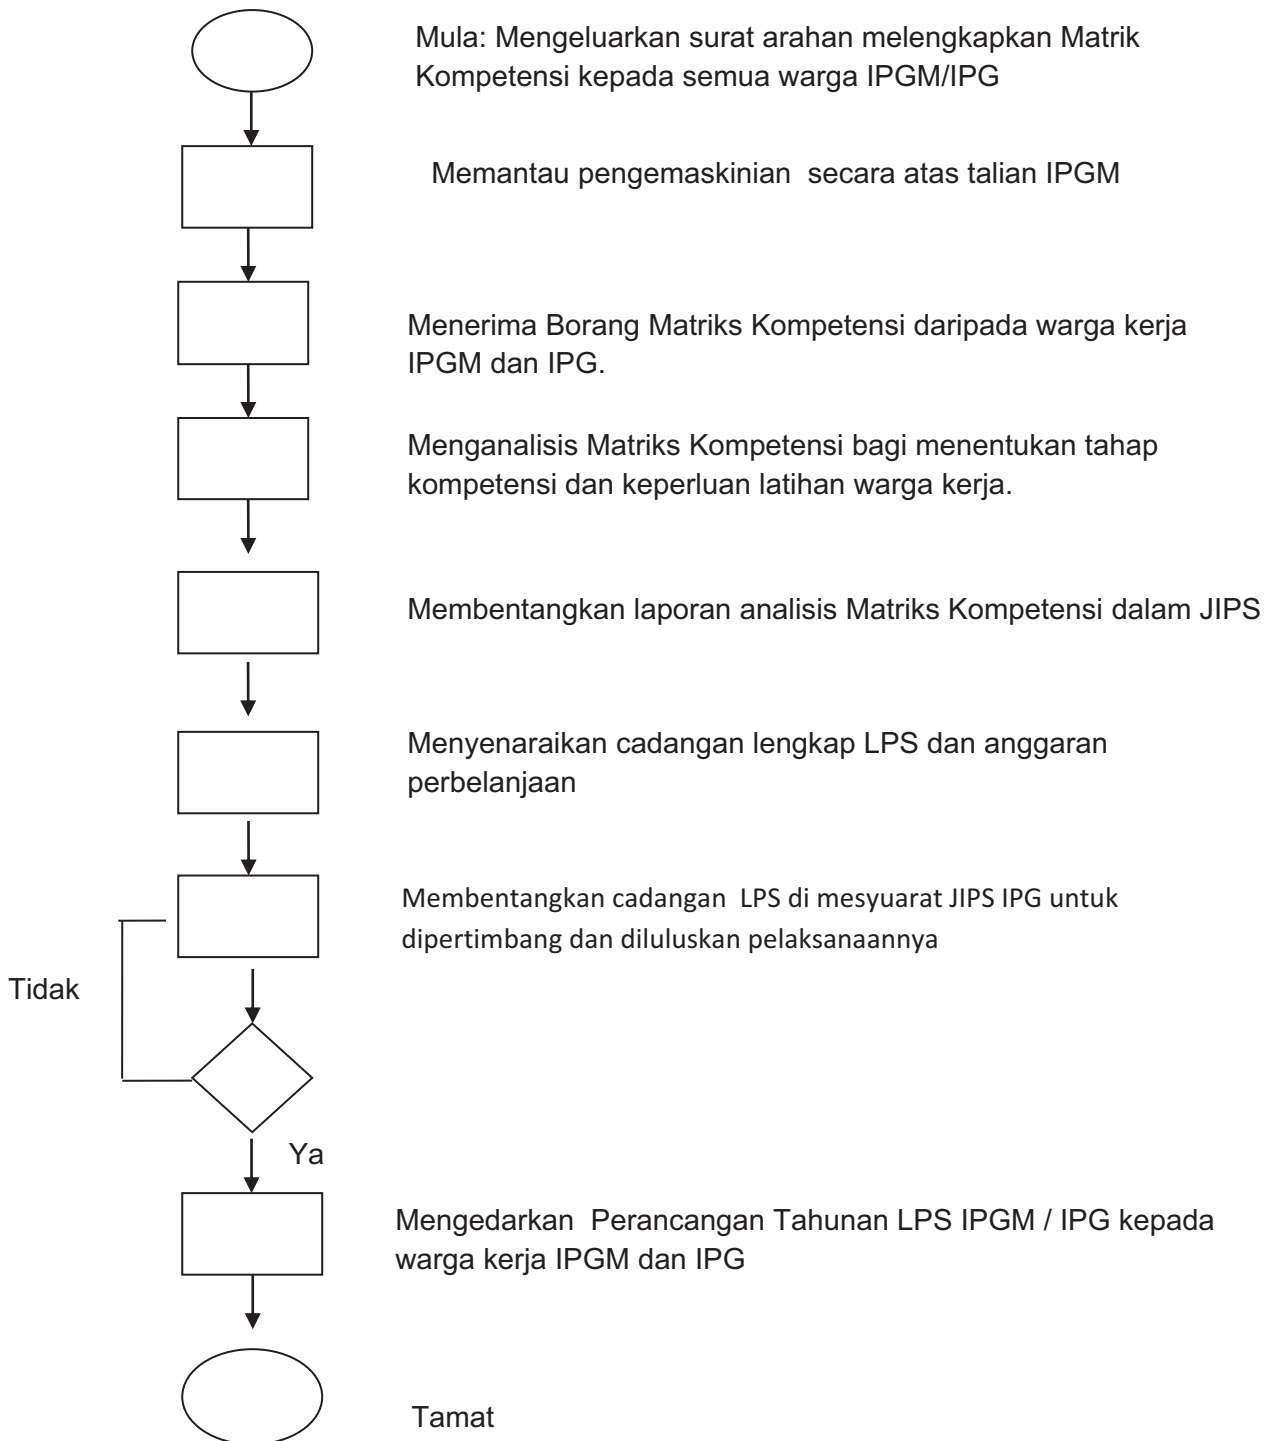 Mula: Mengeluarkan surat arahan melengkapkan Matrik
Kompetensi kepada semua warga IPGM/IPG
Memantau pengemaskinian  secara atas talian IPGM
Menerima Borang Matriks Kompetensi daripada warga kerja
IPGM dan IPG.
Menganalisis Matriks Kompetensi bagi menentukan tahap
kompetensi dan keperluan latihan warga kerja.
Membentangkan laporan analisis Matriks Kompetensi dalam JIPS
Menyenaraikan cadangan lengkap LPS dan anggaran
perbelanjaan
Membentangkan cadangan  LPS di mesyuarat JIPS IPG untuk
dipertimbang dan diluluskan pelaksanaannya
Tidak
Ya
Mengedarkan  Perancangan Tahunan LPS IPGM / IPG kepada
warga kerja IPGM dan IPG
Tamat